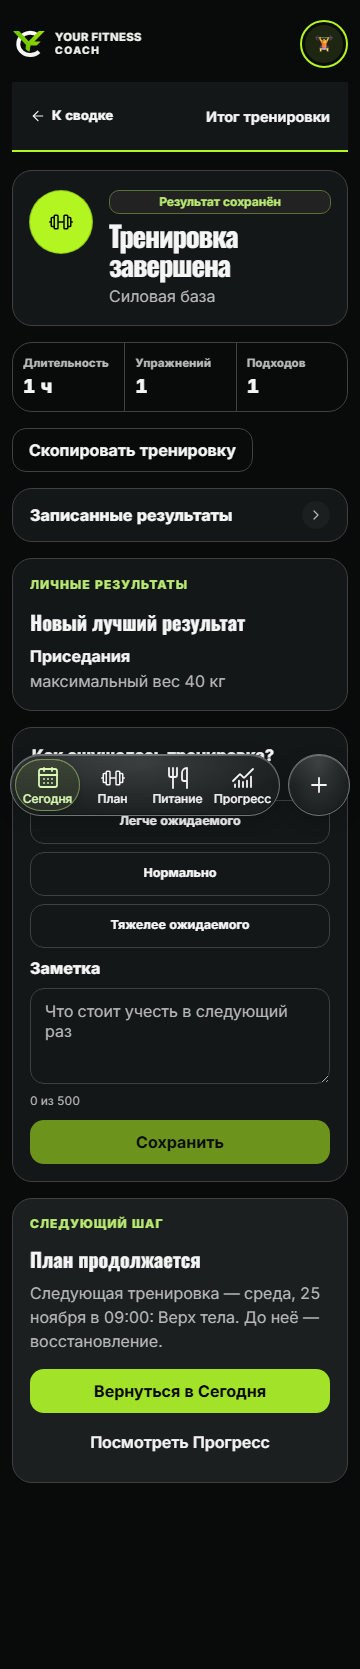 YOUR FITNESS
COACH
К сводке
Итог тренировки
Результат сохранён
Тренировка
завершена
Силовая база
Длительность
1 ч
Упражнений
1
Подходов
1
Скопировать тренировку
Записанные результаты
ЛИЧНЫЕ РЕЗУЛЬТАТЫ
Новый лучший результат
Приседания
максимальный вес 40 кг
тренировка?
Сегодня
План
Питание
Прогресс
Легче ожидаемого
Нормально
Тяжелее ожидаемого
Заметка
Что стоит учесть в следующий
раз
0 из 500
Сохранить
СЛЕДУЮЩИЙ ШАГ
План продолжается
Следующая тренировка — среда, 25
ноября в 09:00: Верх тела. До неё —
восстановление.
Вернуться в Сегодня
Посмотреть Прогресс